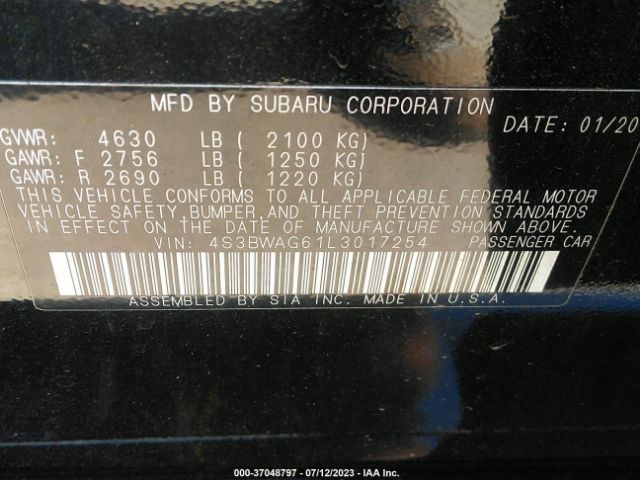 MFD BY SUBARU CORPORATION
DATE: 01/20
GVWR: 4630 LB ( 2100 KG)
GAWR: F 2756 LB ( 1250 KG)
GAWR: R 2690 LB ( 1220 KG)
THIS VEHICLE CONFORMS TO ALL APPLICABLE FEDERAL MOTOR
VEHICLE SAFETY,BUMPER,AND THEFT PREVENTION STANDARDS
IN EFFECT ON THE DATE OF MANUFACTURE SHOWN ABOVE.
VIN: 4S3BWAG61L3017254 PASSENGER CAR
ASSEMBLED BY SIA INC. MADE IN U.S.A.
000-37048797 - 07/12/2023 - IAA Inc.